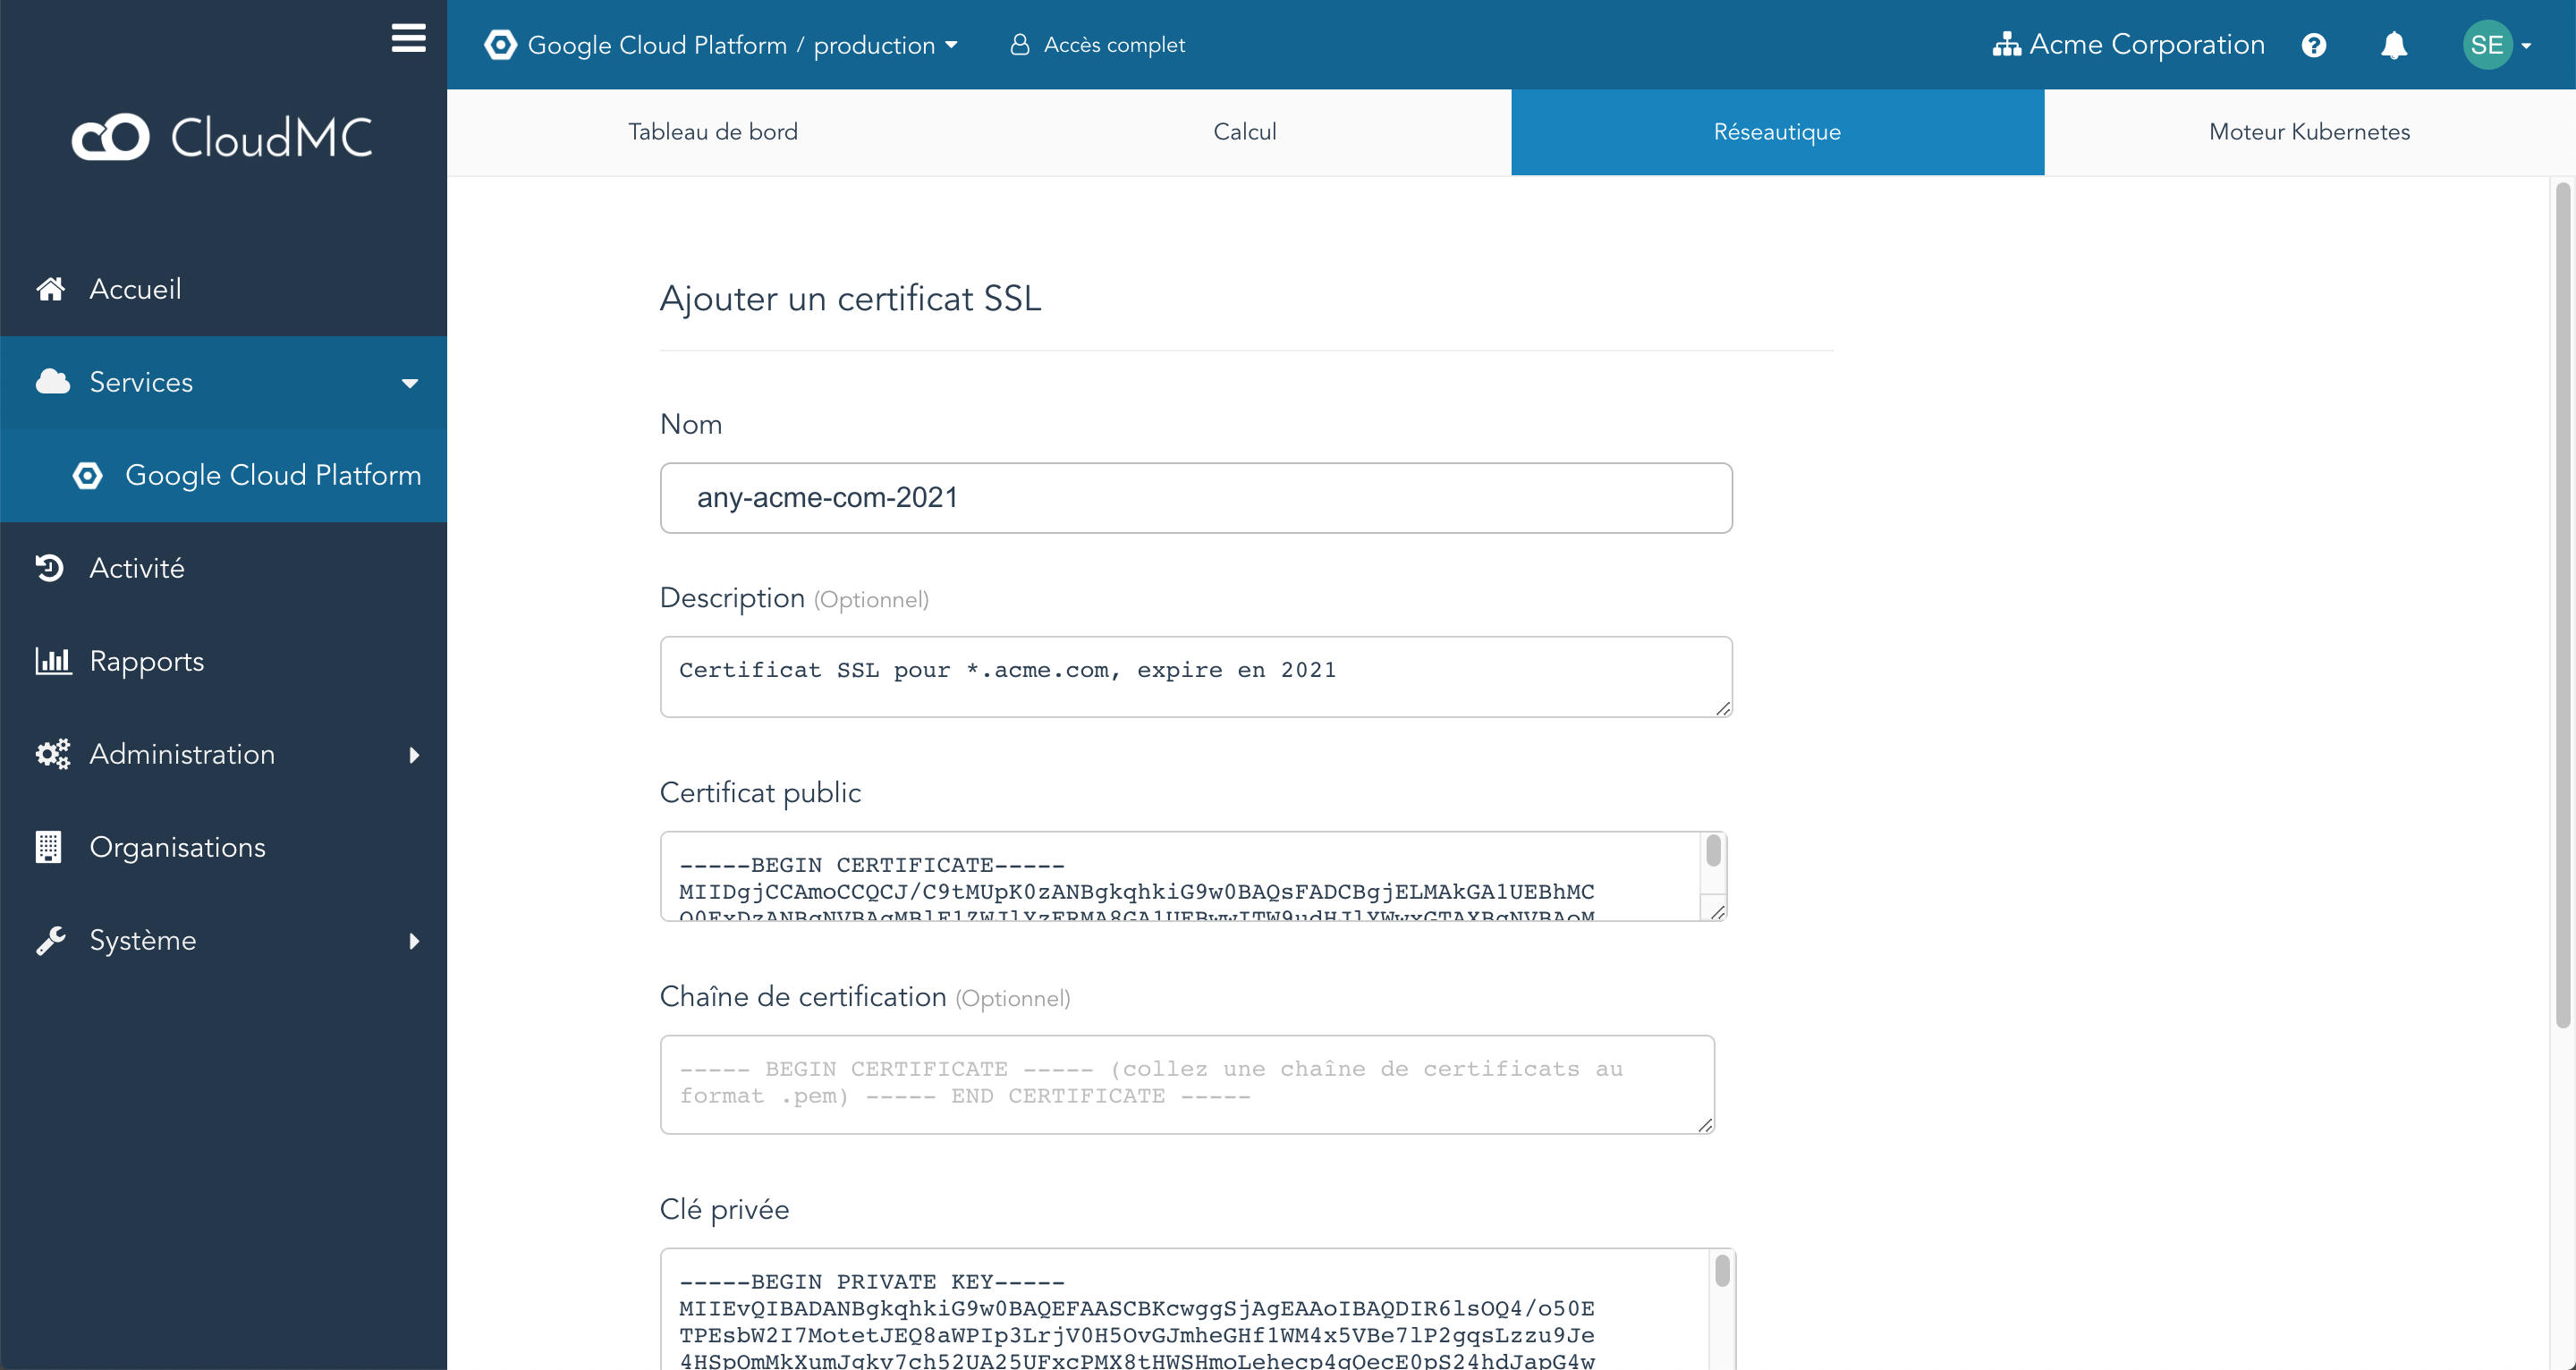 Google Cloud Platform / production
Accès complet
Acme Corporation
SE
CloudMC
Tableau de bord
Calcul
Réseautique
Moteur Kubernetes
Accueil
Services
Google Cloud Platform
Activité
Rapports
Administration
Organisations
Système
Ajouter un certificat SSL
Nom
any-acme-com-2021
Description (Optionnel)
Certificat SSL pour *.acme.com, expire en 2021
Certificat public
-----BEGIN CERTIFICATE-----
MIIDgjCCAmoCCQCJ/C9tMUpK0zANBgkqhkiG9w0BAQsFADCBgjELMAkGA1UEBhMC
Chaîne de certification (Optionnel)
----- BEGIN CERTIFICATE ----- (collez une chaîne de certificats au
format .pem) ----- END CERTIFICATE -----
Clé privée
-----BEGIN PRIVATE KEY-----
MIIEvQIBADANBgkqhkiG9w0BAQEFAASCBKcwggSjAgEAAoIBAQDIR6lsOQ4/o50E
TPEsbW2I7MotetJEQ8aWPIp3LrjV0H5OvGJmheGHf1WM4x5VBe7lP2gqsLzzu9Je